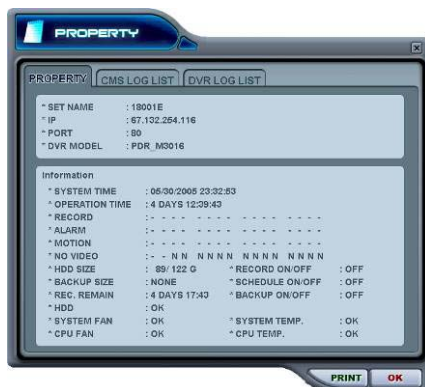 PROPERTY
PROPERTY CMS LOG LIST DVR LOG LIST
* SET NAME : 18001E
* IP : 67.132.254.116
* PORT : 80
* DVR MODEL : PDR_M3016
Information
* SYSTEM TIME : 05/30/2005 23:32:53
* OPERATION TIME : 4 DAYS 12:39:43
* RECORD : - - - - - - - - - - - - - - - -
* ALARM : - - - - - - - - - - - - - - - -
* MOTION : - - - - - - - - - - - - - - - -
* NO VIDEO : - - N N N N N N N N N N N N N N
* HDD SIZE : 89/ 122 G * RECORD ON/OFF : OFF
* BACKUP SIZE : NONE * SCHEDULE ON/OFF : OFF
* REC. REMAIN : 4 DAYS 17:43 * BACKUP ON/OFF : OFF
* HDD : OK
* SYSTEM FAN : OK * SYSTEM TEMP. : OK
* CPU FAN : OK * CPU TEMP. : OK
PRINT OK